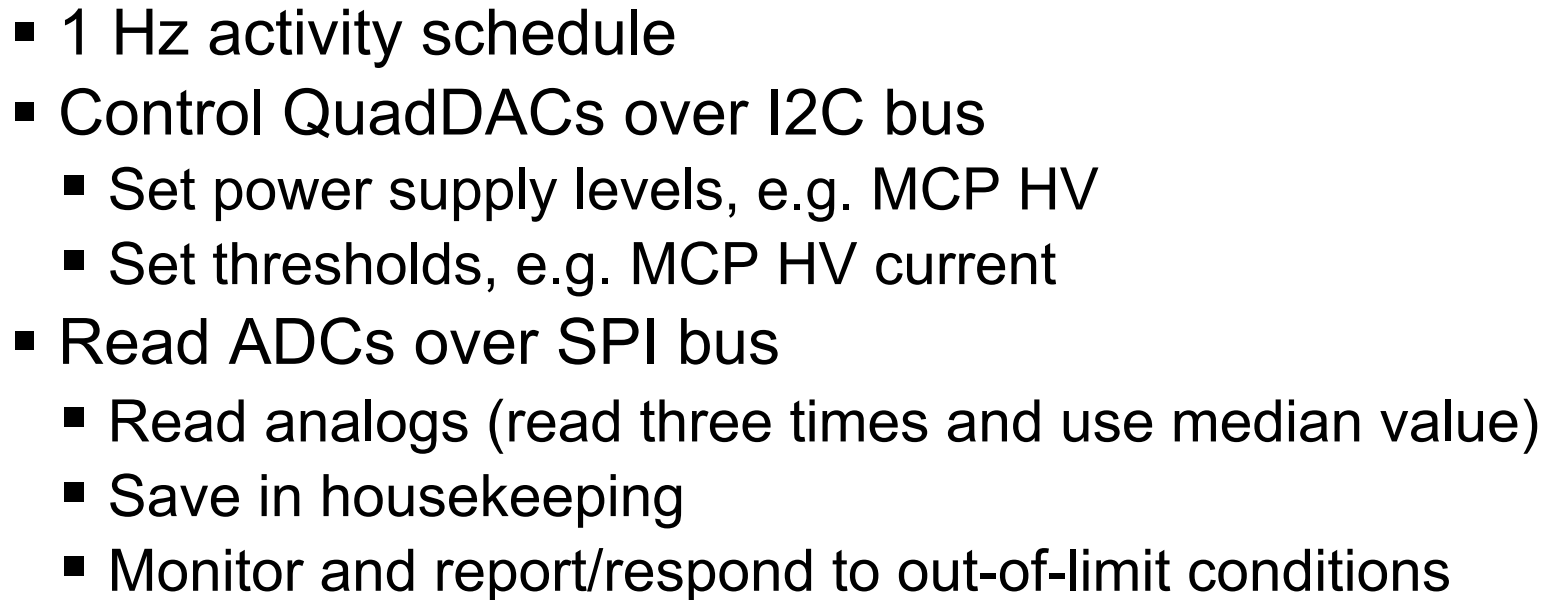 ▪ 1 Hz activity schedule
▪ Control QuadDACs over I2C bus
▪ Set power supply levels, e.g. MCP HV
▪ Set thresholds, e.g. MCP HV current
▪ Read ADCs over SPI bus
▪ Read analogs (read three times and use median value)
▪ Save in housekeeping
▪ Monitor and report/respond to out-of-limit conditions